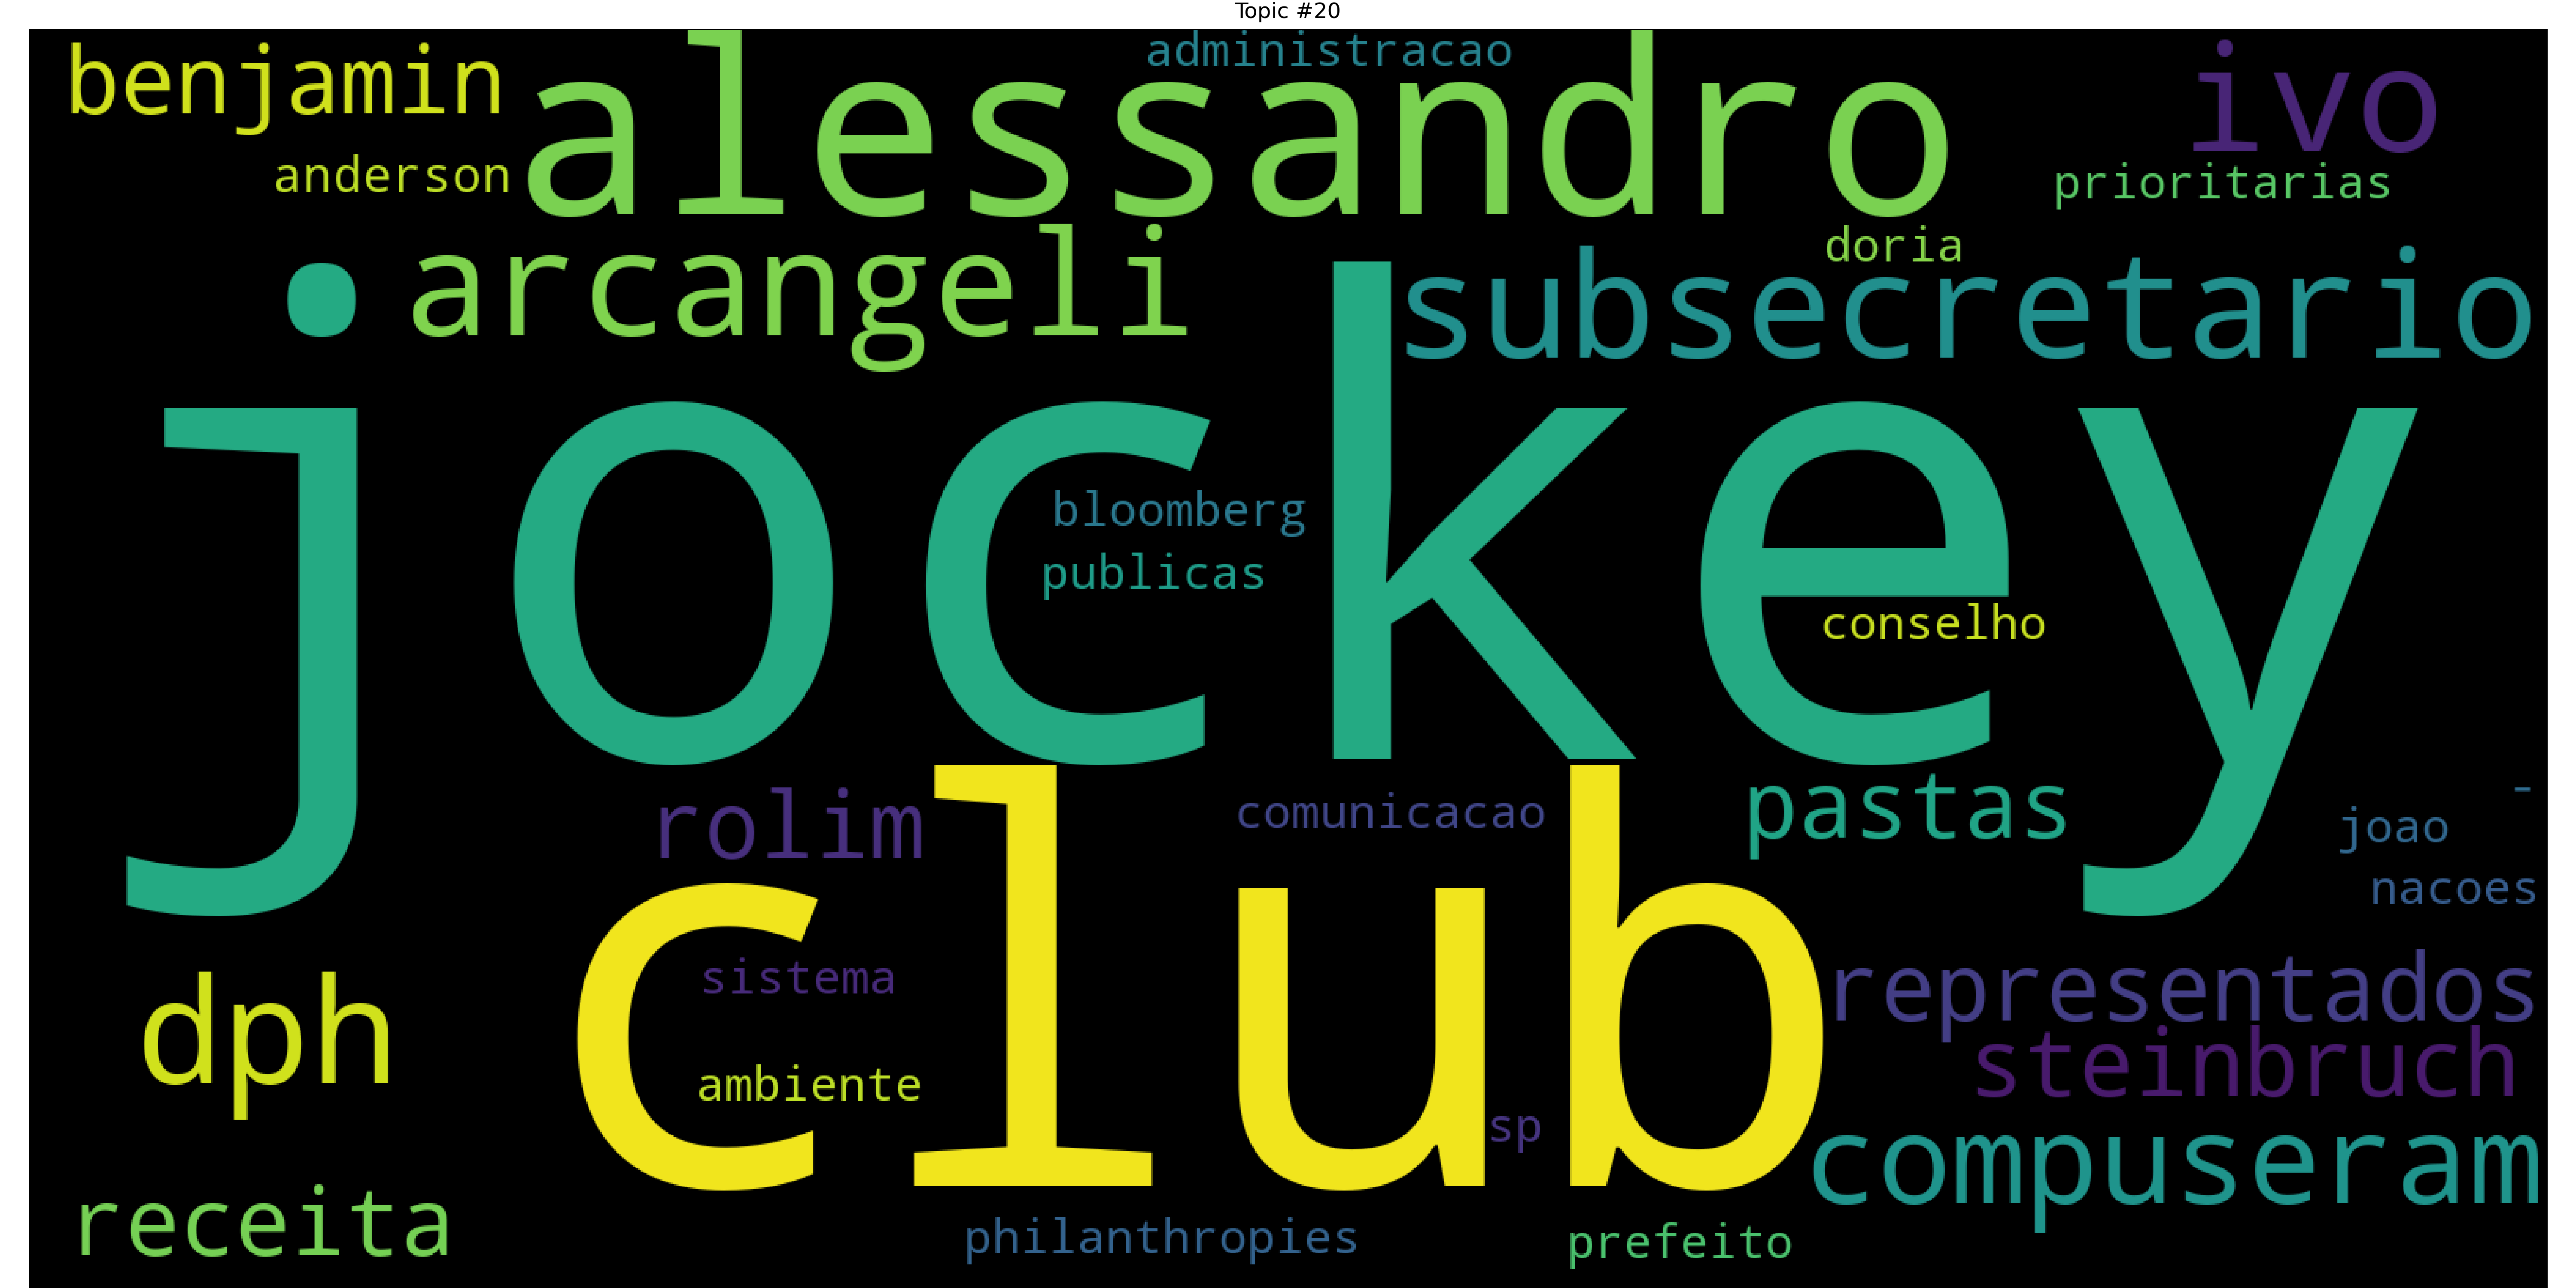 Topic #20
benjamin
alessandro
administracao
ivo
anderson
prioritarias
arcangeli
doria
subsecretario
jockey
bloomberg
publicas
conselho
rolim
comunicacao
pastas
-
joao
nacoes
club
dph
sistema
representados
steinbruch
ambiente
sp
compuseram
receita
philanthropies
prefeito